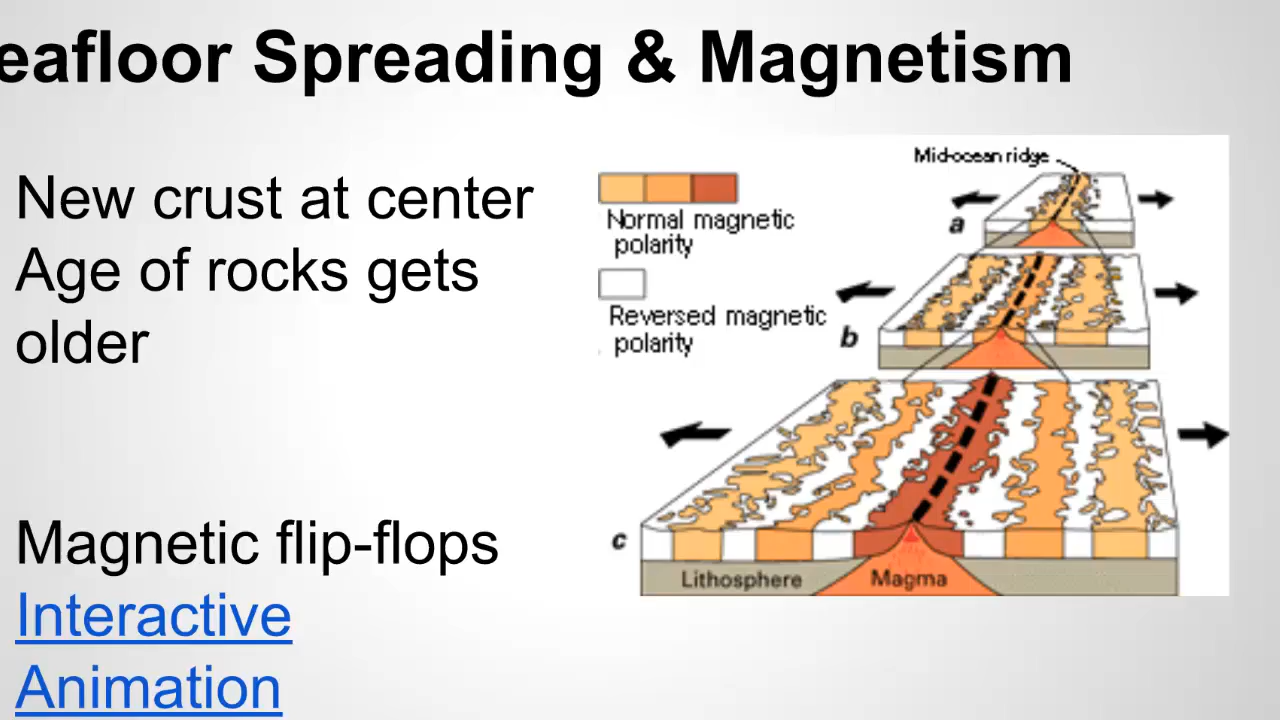 eafloor Spreading & Magnetism
New crust at center
Age of rocks gets
older
Magnetic flip-flops
Interactive
Animation
Mid-ocean ridge
Normal magnetic
polarity
Reversed magnetic
polarity
a
b
c
Lithosphere
Magma